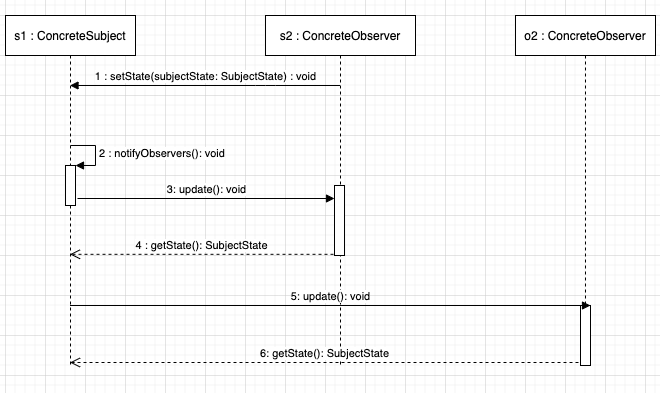 s1 : ConcreteSubject
s2 : ConcreteObserver
o2 : ConcreteObserver
1 : setState(subjectState: SubjectState) : void
2 : notifyObservers(): void
3: update(): void
4 : getState(): SubjectState
5: update(): void
6: getState(): SubjectState